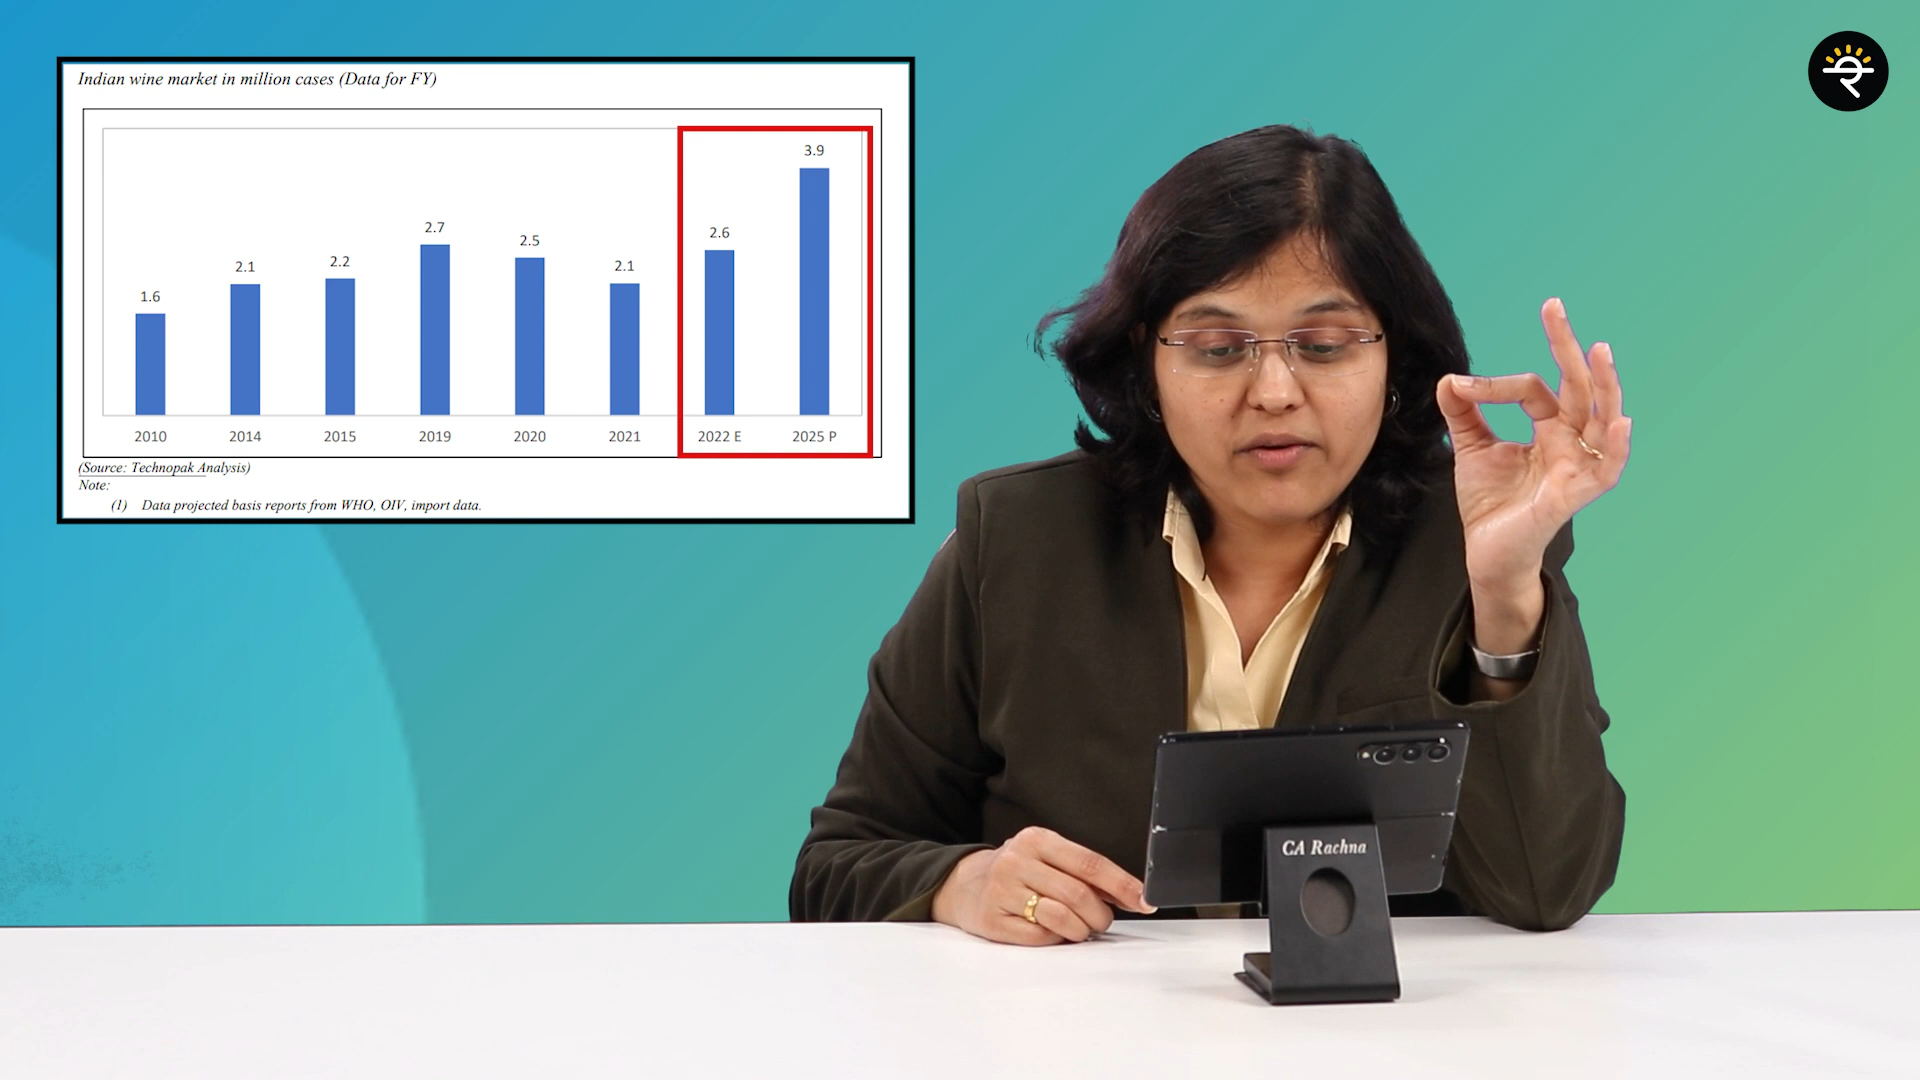 Indian wine market in million cases (Data for FY)
1.6
2.1
2.2
2.7
2.5
2.1
2.6
3.9
2010
2014
2015
2019
2020
2021
2022 E
2025 P
(Source: Technopak Analysis)
Note:
(1) Data projected basis reports from WHO, OIV, import data.
CA Rachna